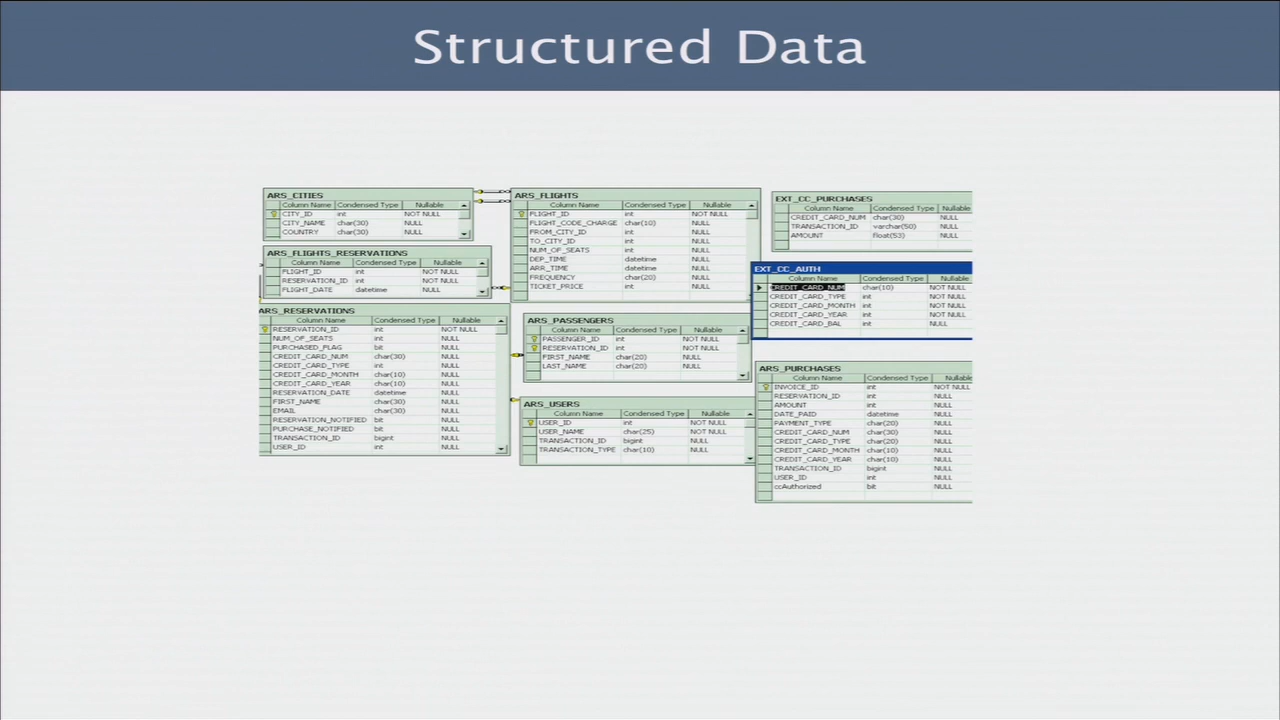 Structured Data
ARS_CITIES
Column Name Condensed Type Nullable
CITY_ID int NOT NULL
CITY_NAME char(30) NULL
COUNTRY char(30) NULL
ARS_FLIGHTS_RESERVATIONS
Column Name Condensed Type Nullable
FLIGHT_ID int NOT NULL
RESERVATION_ID int NOT NULL
FLIGHT_DATE datetime NULL
ARS_RESERVATIONS
Column Name Condensed Type Nullable
RESERVATION_ID int NOT NULL
NUM_OF_SEATS int NULL
PURCHASED_FLAG bit NULL
CREDIT_CARD_NUM char(30) NULL
CREDIT_CARD_TYPE int NULL
CREDIT_CARD_MONTH char(10) NULL
CREDIT_CARD_YEAR char(10) NULL
RESERVATION_DATE datetime NULL
FIRST_NAME char(30) NULL
EMAIL char(30) NULL
RESERVATION_NOTIFIED bit NULL
PURCHASE_NOTIFIED bit NULL
TRANSACTION_ID bigint NULL
USER_ID int NULL
ARS_FLIGHTS
Column Name Condensed Type Nullable
FLIGHT_ID int NOT NULL
FLIGHT_CODE_CHARGE char(10) NULL
FROM_CITY_ID int NULL
TO_CITY_ID int NULL
NUM_OF_SEATS int NULL
DEP_TIME datetime NULL
ARR_TIME datetime NULL
FREQUENCY char(20) NULL
TICKET_PRICE int NULL
ARS_PASSENGERS
Column Name Condensed Type Nullable
PASSENGER_ID int NOT NULL
RESERVATION_ID int NOT NULL
FIRST_NAME char(20) NULL
LAST_NAME char(20) NULL
ARS_USERS
Column Name Condensed Type Nullable
USER_ID int NOT NULL
USER_NAME char(25) NOT NULL
TRANSACTION_ID bigint NULL
TRANSACTION_TYPE char(10) NULL
EXT_CC_PURCHASES
Column Name Condensed Type Nullable
CREDIT_CARD_NUM char(30) NULL
TRANSACTION_ID varchar(50) NULL
AMOUNT float(53) NULL
EXT_CC_AUTH
Column Name Condensed Type Nullable
CREDIT_CARD_NUM char(10) NOT NULL
CREDIT_CARD_TYPE int NOT NULL
CREDIT_CARD_MONTH int NOT NULL
CREDIT_CARD_YEAR int NOT NULL
CREDIT_CARD_BAL int NULL
ARS_PURCHASES
Column Name Condensed Type Nullable
INVOICE_ID int NOT NULL
RESERVATION_ID int NULL
AMOUNT int NULL
DATE_PAID datetime NULL
PAYMENT_TYPE char(20) NULL
CREDIT_CARD_NUM char(30) NULL
CREDIT_CARD_TYPE char(20) NULL
CREDIT_CARD_MONTH char(10) NULL
CREDIT_CARD_YEAR char(10) NULL
TRANSACTION_ID bigint NULL
USER_ID int NULL
ccAuthorized bit NULL